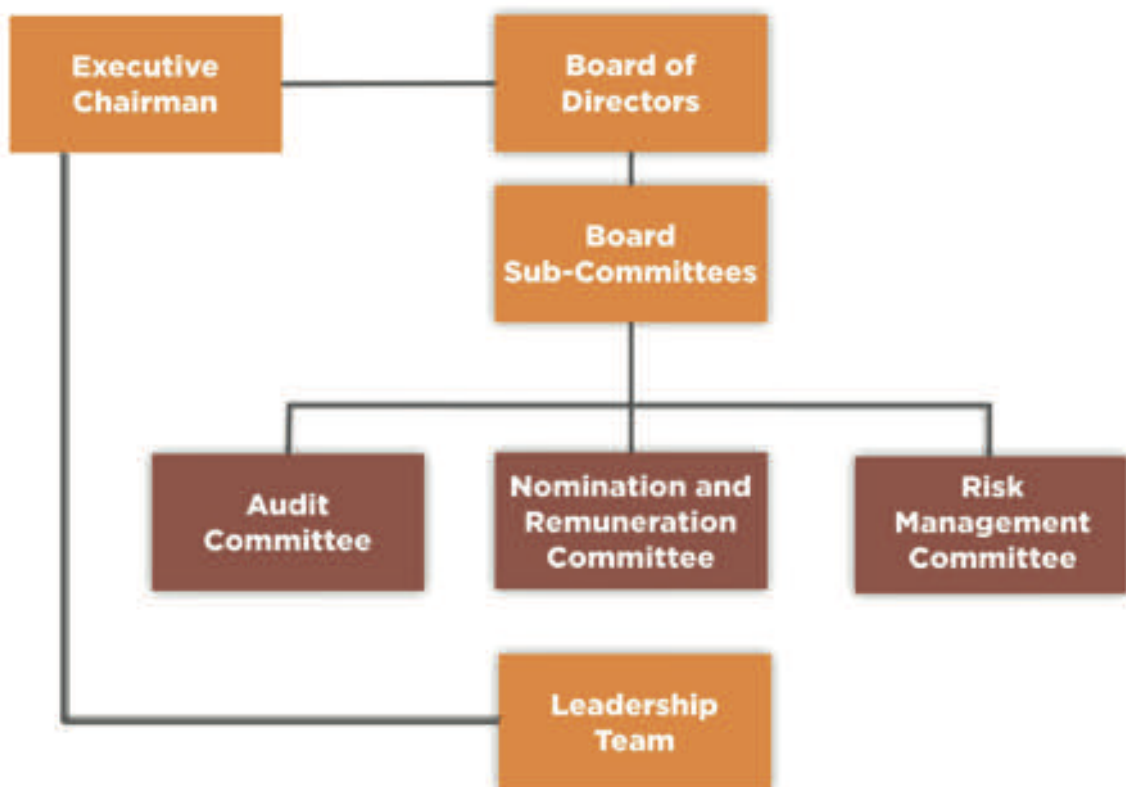 Executive
Chairman
Board of
Directors
Board
Sub-Committees
Audit
Committee
Nomination and
Remuneration
Committee
Risk
Management
Committee
Leadership
Team